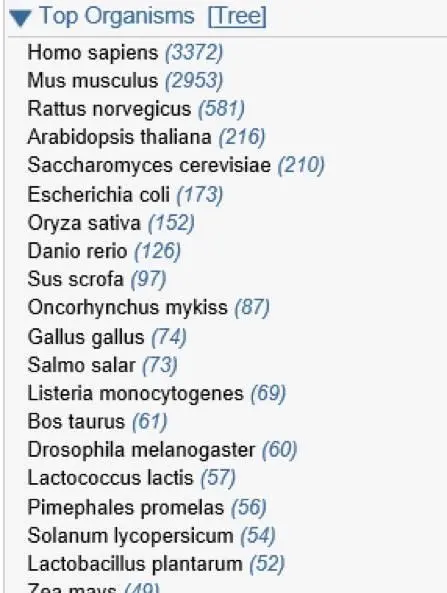 Top Organisms [Tree]
Homo sapiens (3372)
Mus musculus (2953)
Rattus norvegicus (581)
Arabidopsis thaliana (216)
Saccharomyces cerevisiae (210)
Escherichia coli (173)
Oryza sativa (152)
Danio rerio (126)
Sus scrofa (97)
Oncorhynchus mykiss (87)
Gallus gallus (74)
Salmo salar (73)
Listeria monocytogenes (69)
Bos taurus (61)
Drosophila melanogaster (60)
Lactococcus lactis (57)
Pimephales promelas (56)
Solanum lycopersicum (54)
Lactobacillus plantarum (52)
Zea mays (49)